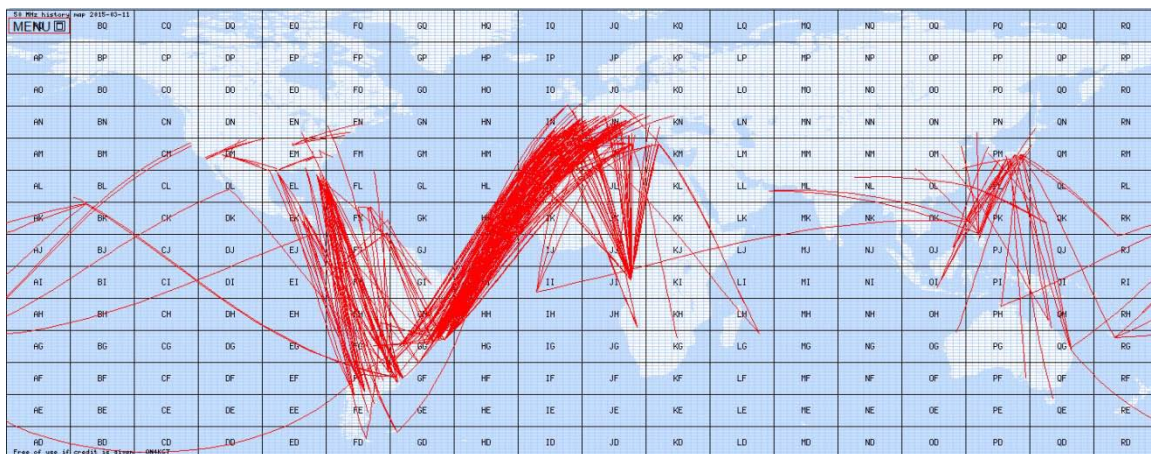 50 MHz history map 2015-03-11
MENU BQ CQ DQ EQ FQ GQ HQ IQ JQ KQ LQ MQ NQ OQ PQ QQ RQ
AP BP CP DP EP FP GP HP IP JP KP LP MP NP OP PP QP RP
AO BO CO DO EO FO GO HO IO JO KO LO MO NO OO PO QO RO
AN BN CN DN EN FN GN HN IN JN KN LN MN NN ON PN QN RN
AM BM CM DM EM FM GM HM KM LM MM NM OM PM QM RM
AL BL CL DL EL FL GL HL JL KL LL ML NL OL QL RL
AK BK CK DK EK GK IK KK LK MK NK OK PK QK RK
AJ BJ CJ DJ EJ GJ IJ KJ LJ MJ NJ OJ PJ QJ RJ
AI BI CI DI EI GI II JI KI LI MI NI OI PI QI RI
AH BH CH DH EH GH HH IH JH KH LH MH NH OH PH QH RH
AG BG CG DG EG GG HG IG JG KG LG MG NG OG PG QG RG
AF BF CF DF EF GF HF IF JF KF LF MF NF OF PF QF RF
AE BE CE DE EE FE GE HE IE JE KE LE ME NE OE PE QE RE
AD BD CD DD ED FD GD HD ID JD KD LD MD ND OD PD QD RD
Free of use if credit is given ON4KST